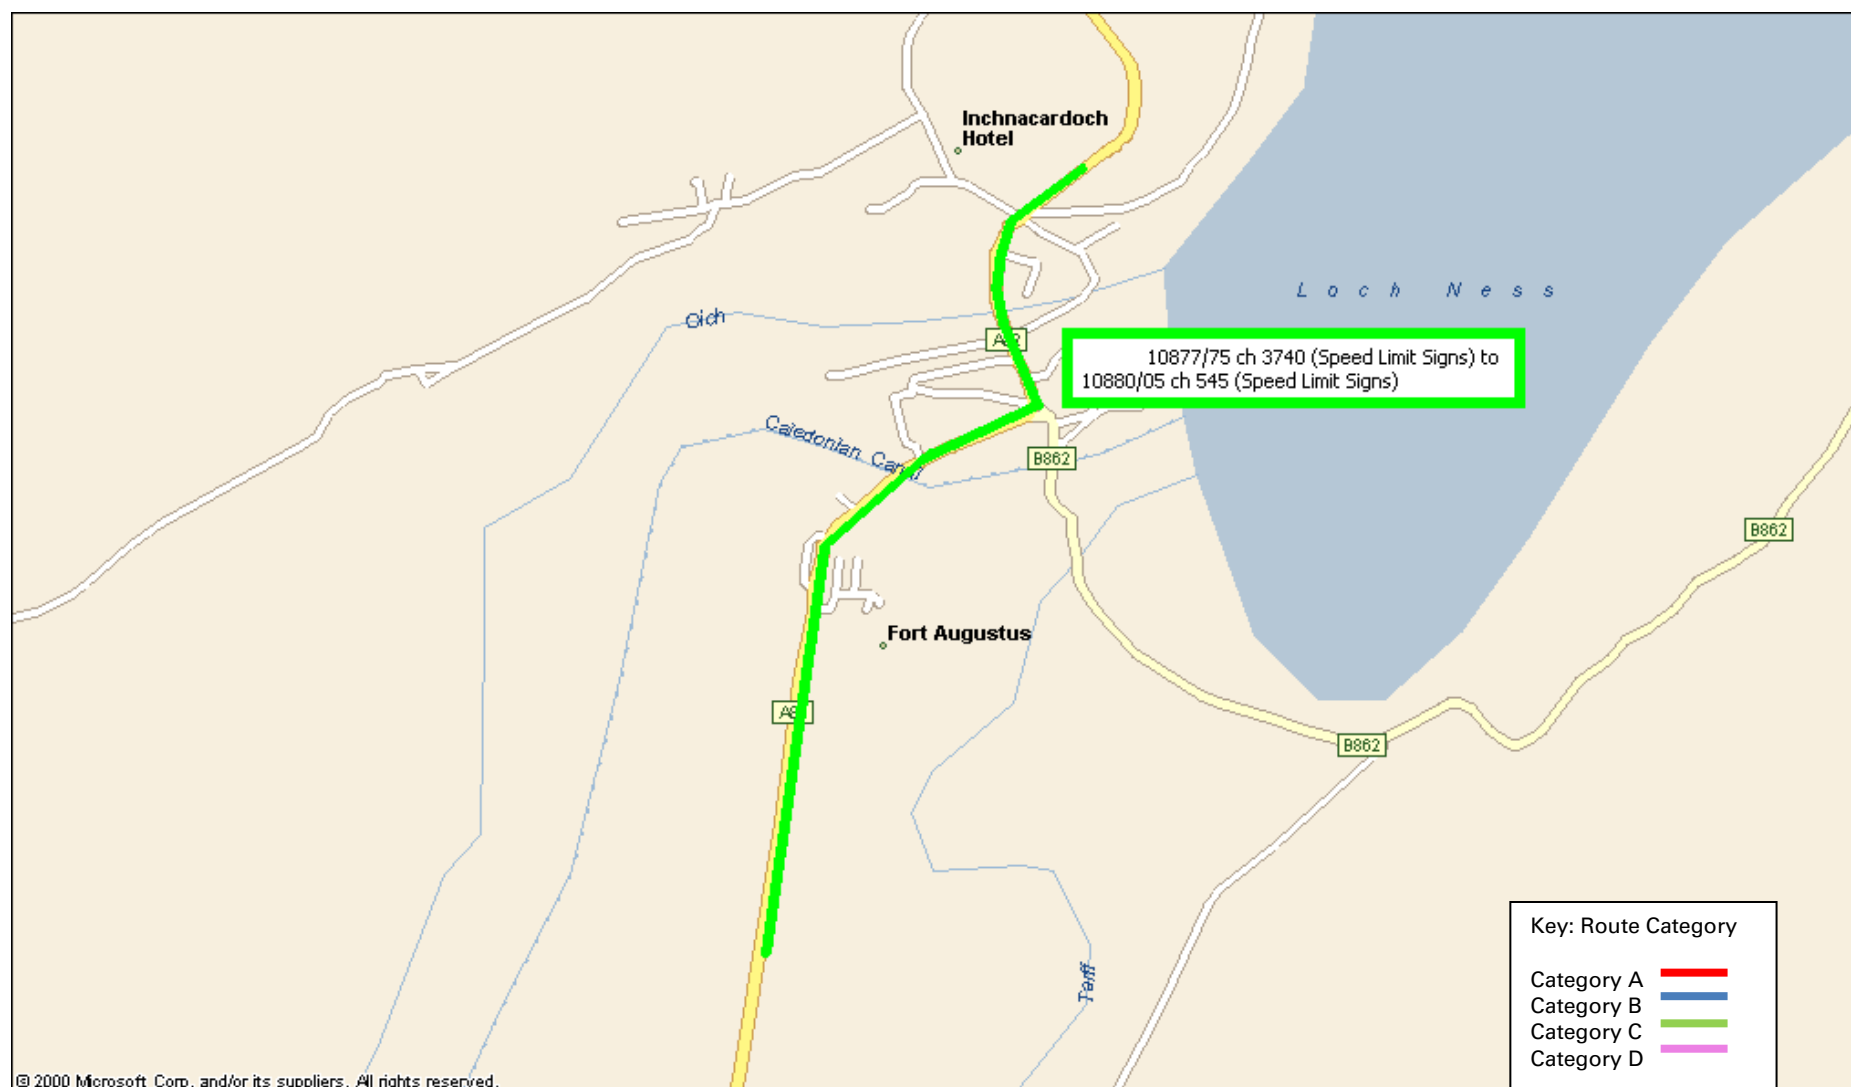 Inchnacardoch
Hotel
Loch Ness
Oich
10877/75 ch 3740 (Speed Limit Signs) to
10880/05 ch 545 (Speed Limit Signs)
Caledonian Canal
B862
B862
Fort Augustus
B862
Key: Route Category
Category A
Category B
Category C
Category D
Tarff
© 2000 Microsoft Corp. and/or its suppliers. All rights reserved.